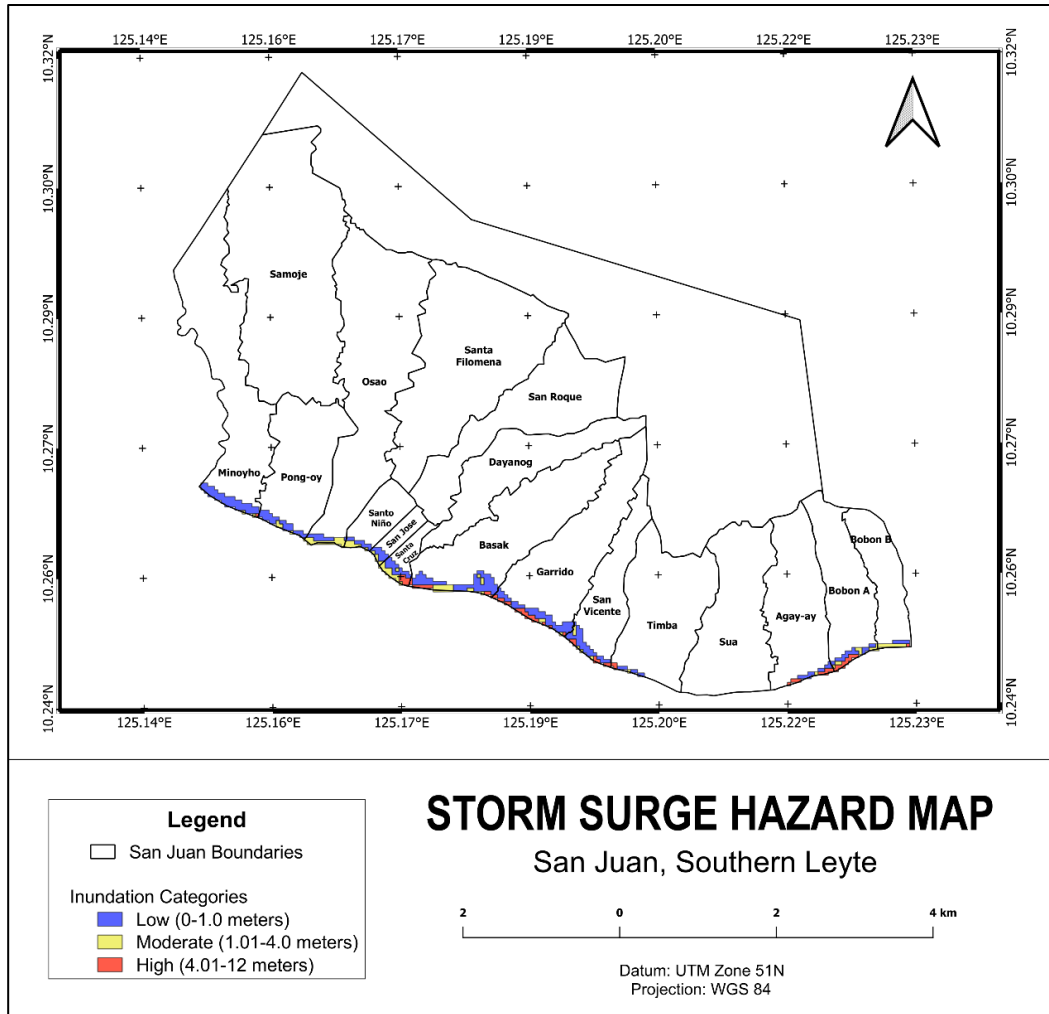 125.14°E 125.16°E 125.17°E 125.19°E 125.20°E 125.22°E 125.23°E
10.32°N 10.32°N
10.30°N 10.30°N
Samoje
10.29°N 10.29°N
Santa
Filomena
Osao
San Roque
10.27°N 10.27°N
Dayanog
Minoyho
Pong-oy
Santo
Niño
San Jose
Santa
Cruz
Basak
Bobon B
10.26°N 10.26°N
Garrido
Bobon A
San
Vicente
Timba
Sua
Agay-ay
10.24°N 10.24°N
125.14°E 125.16°E 125.17°E 125.19°E 125.20°E 125.22°E 125.23°E
Legend
San Juan Boundaries
Inundation Categories
Low (0-1.0 meters)
Moderate (1.01-4.0 meters)
High (4.01-12 meters)
STORM SURGE HAZARD MAP
San Juan, Southern Leyte
2 0 2 4 km
Datum: UTM Zone 51N
Projection: WGS 84